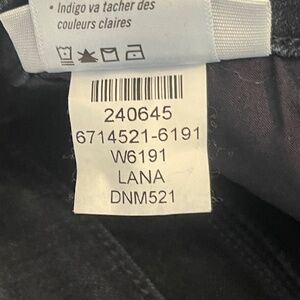 • Indigo va tacher des
couleurs claires
240645
6714521-6191
W6191
LANA
DNM521